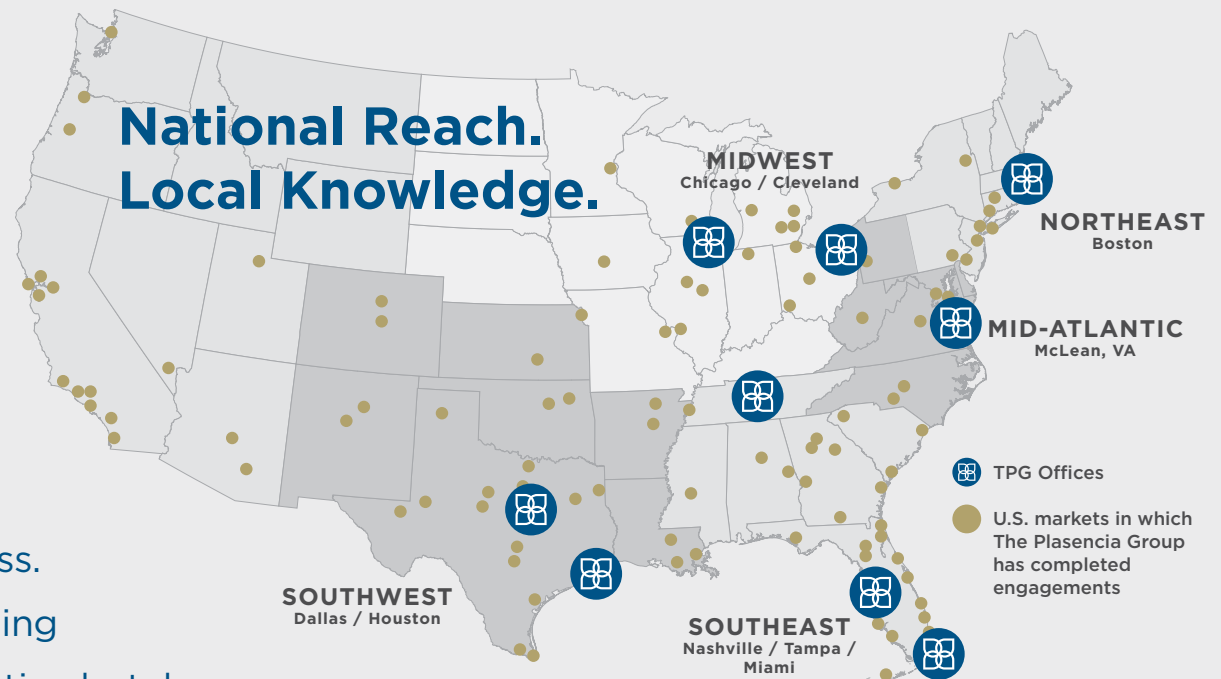 National Reach.
Local Knowledge.
MIDWEST
Chicago / Cleveland
NORTHEAST
Boston
MID-ATLANTIC
McLean, VA
TPG Offices
U.S. markets in which
The Plasencia Group
has completed
engagements
SOUTHWEST
Dallas / Houston
SOUTHEAST
Nashville / Tampa /
Miami
ss.
ing